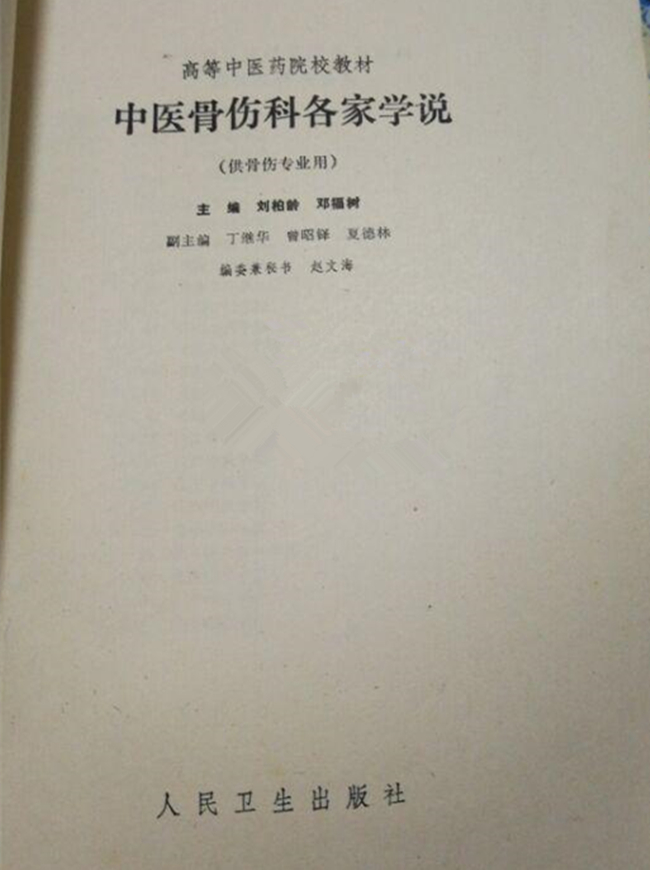 高等中医药院校教材
中医骨伤科各家学说
（供骨伤专业用）
主 编 刘柏龄 邓福树
副主编 丁继华 曾昭铎 夏德林
编委兼秘书 赵文海
人民卫生出版社